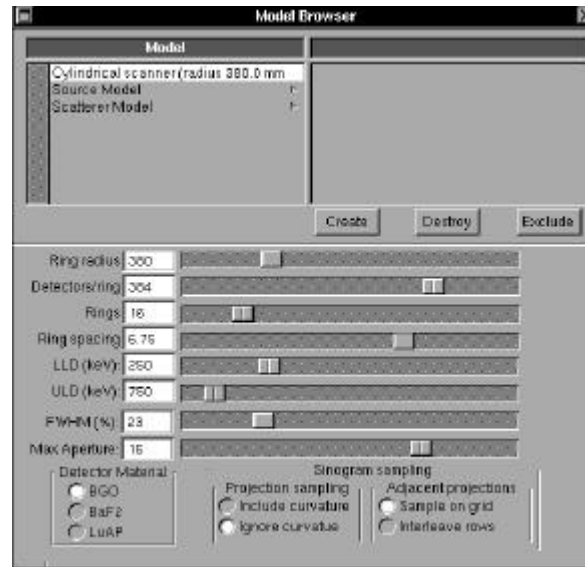 Model Browser
Model
Cylindrical scanner (radius 380.0 mm
Source Model
Scatterer Model
Create Destroy Exclude
Ring radius 380
Detectors/ring 384
Rings 16
Ring spacing 6.75
LLD (keV): 250
ULD (keV): 750
FWHM (%): 23
Max Aperture: 15
Detector Material
BGO
BaF2
LuAP
Sinogram sampling
Projection sampling
Include curvature
Ignore curvatue
Adjacent projections
Sample on grid
Interleave rows